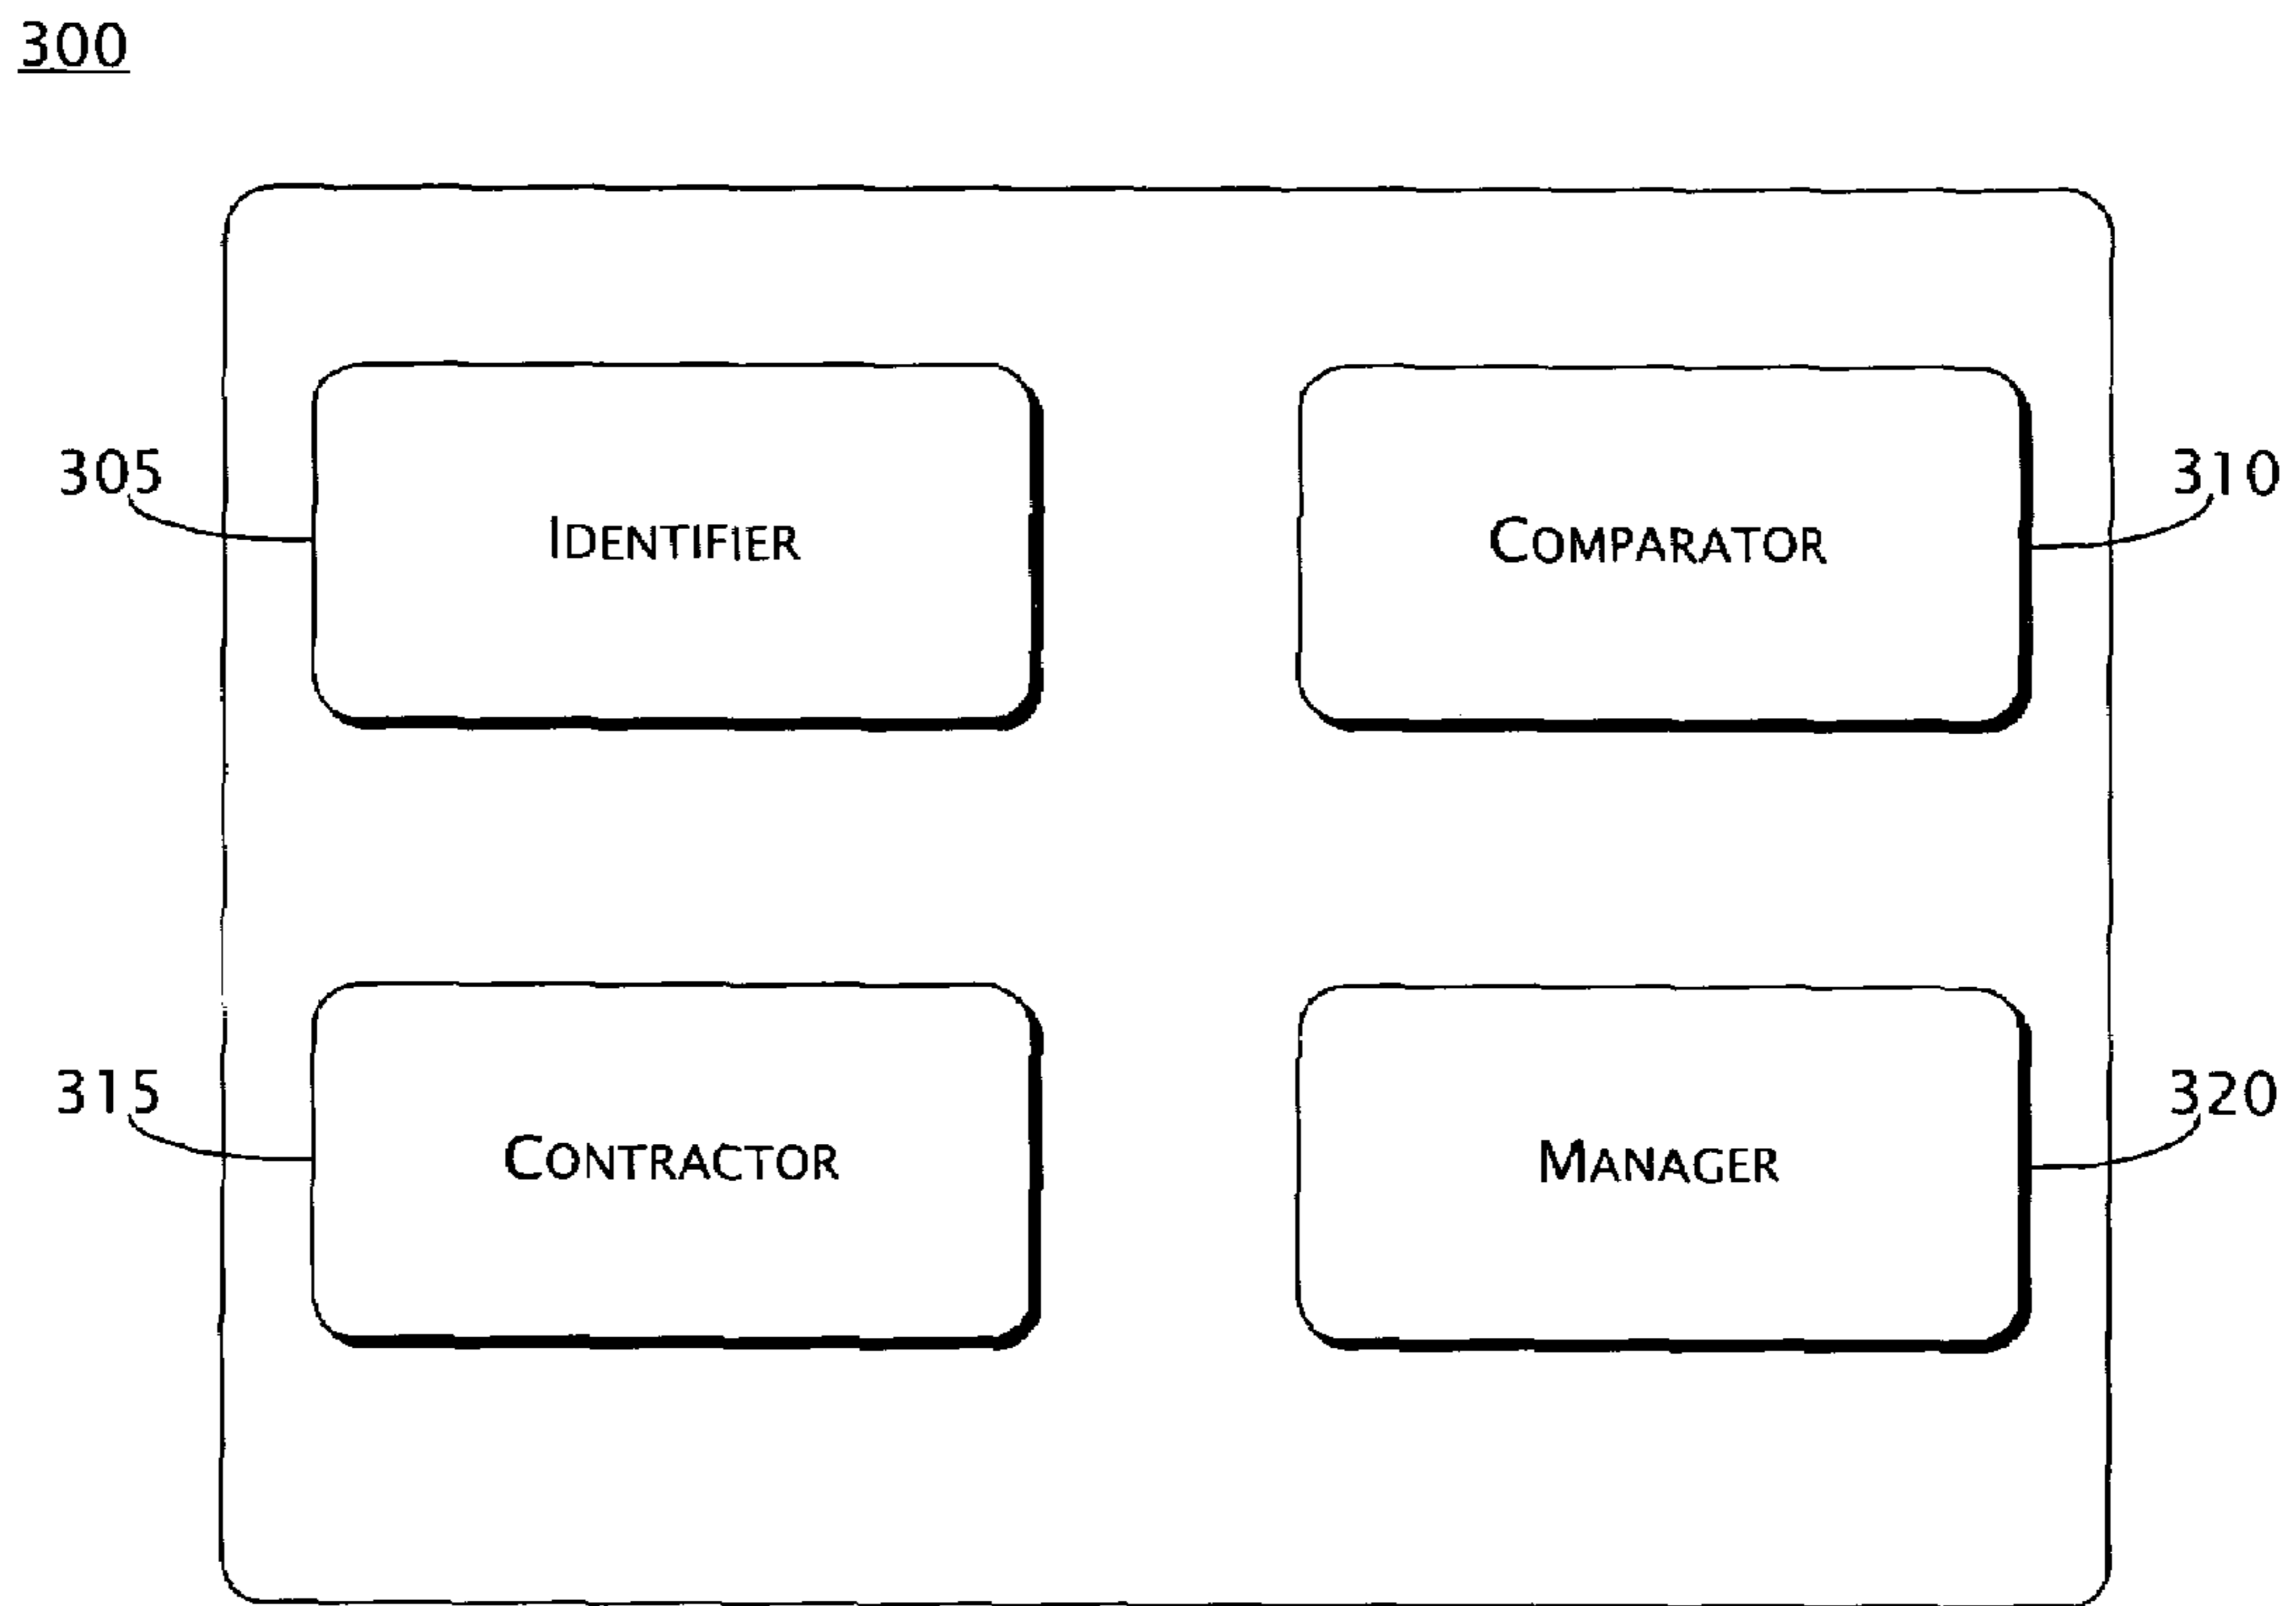 300
305
IDENTIFIER
310
COMPARATOR
315
CONTRACTOR
320
MANAGER